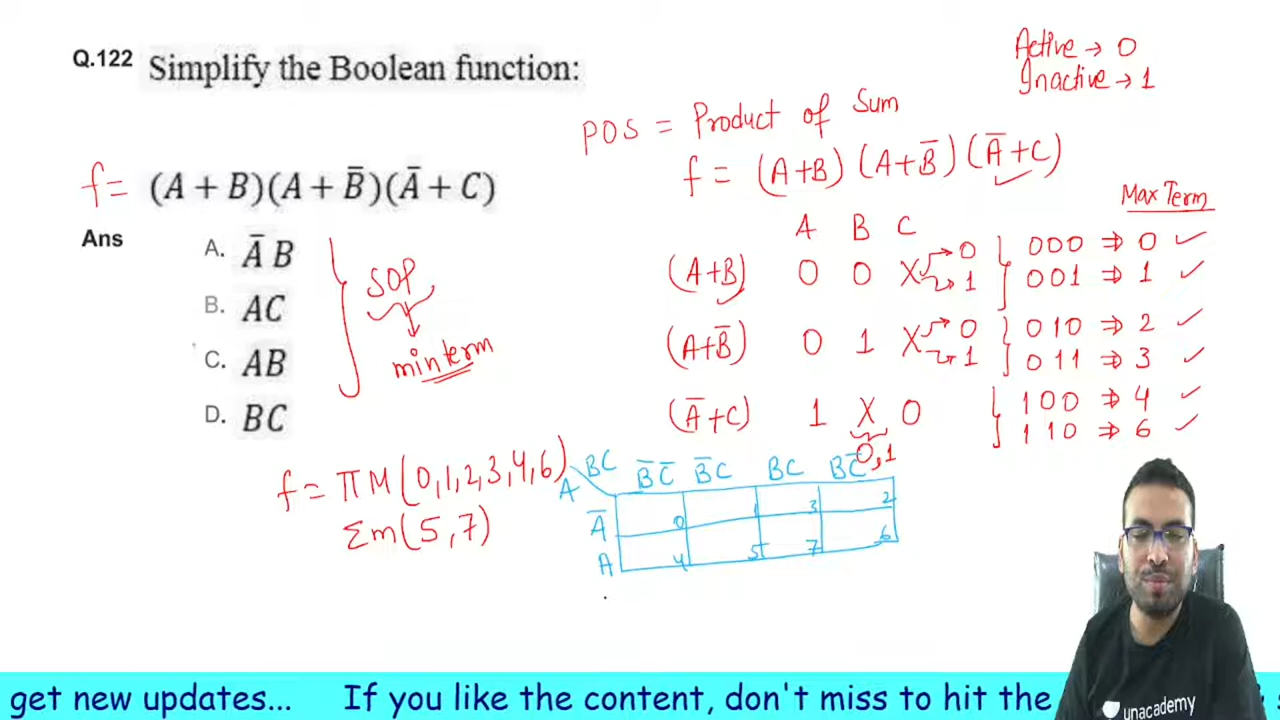 Q.122 Simplify the Boolean function:
f= (A + B)(A + B̄)(Ā + C)
Ans
A. Ā B
B. AC
C. AB
D. BC
SOP
minterm
Active → 0
Inactive → 1
POS = Product of Sum
f = (A+B) (A+B̄) (Ā+C)
Max Term
A B C
(A+B) 0 0 X → 0 → 1
000 ⇒ 0 ✓
001 ⇒ 1 ✓
(A+B̄) 0 1 X → 0 → 1
010 ⇒ 2 ✓
011 ⇒ 3 ✓
(Ā+C) 1 X 0
0,1
100 ⇒ 4 ✓
110 ⇒ 6 ✓
f = πM(0,1,2,3,4,6)
Σm(5,7)
A BC B̄C̄ B̄C BC BC̄
Ā 0 1 3 2
A 4 5 7 6
unacademy
get new updates... If you like the content, don't miss to hit the